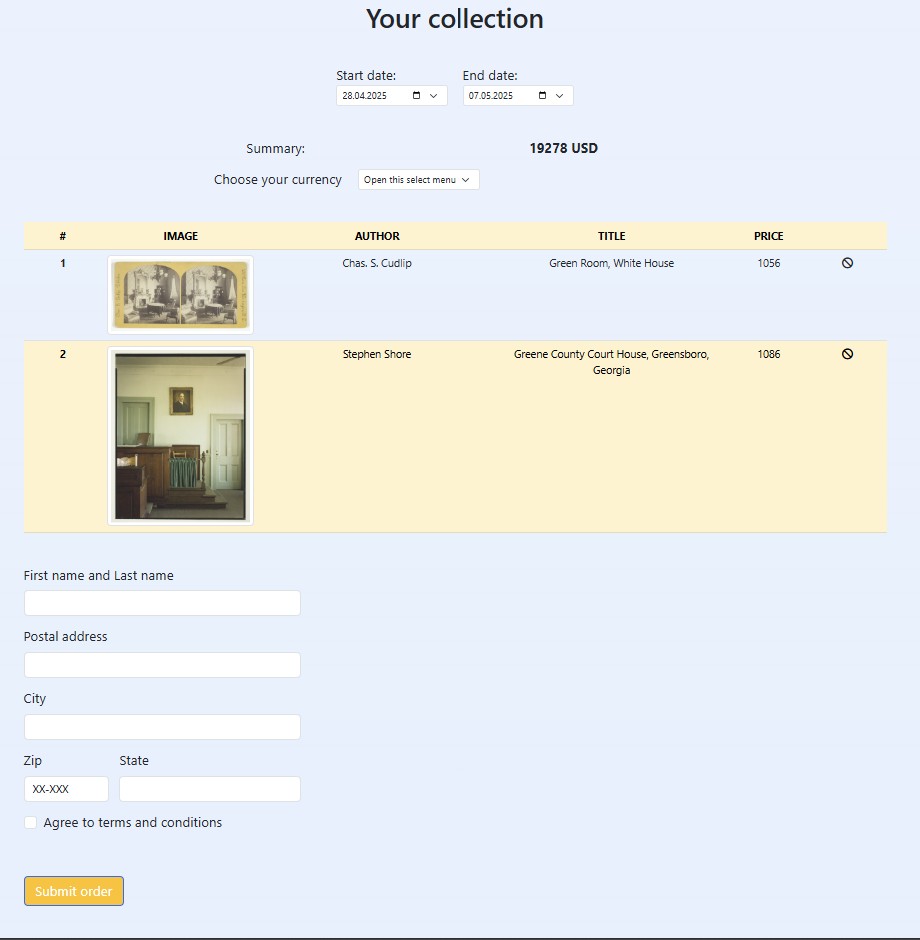 Your collection
Start date: End date:
28.04.2025 07.05.2025
Summary: 19278 USD
Choose your currency Open this select menu
# IMAGE AUTHOR TITLE PRICE
1 Chas. S. Cudlip Green Room, White House 1056
2 Stephen Shore Greene County Court House, Greensboro, 1086
Georgia
First name and Last name
Postal address
City
Zip State
XX-XXX
Agree to terms and conditions
Submit order